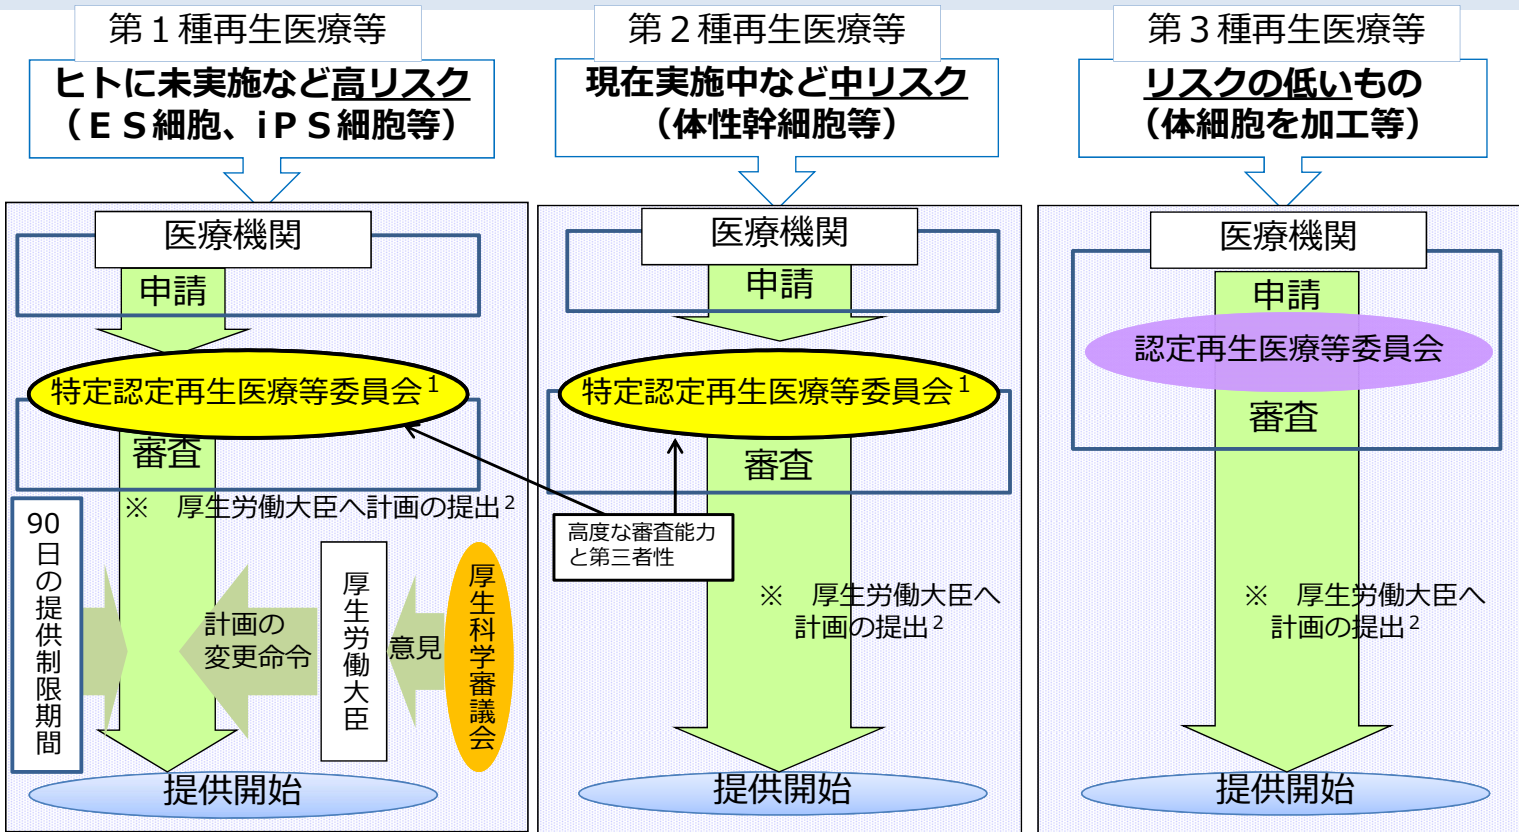 第１種再生医療等
ヒトに未実施など高リスク
（ＥＳ細胞、iＰＳ細胞等）
医療機関
申請
特定認定再生医療等委員会1
審査
※　厚生労働大臣へ計画の提出2
90日の提供制限期間
計画の
変更命令
厚生労働大臣
意見
厚生科学審議会
提供開始
第２種再生医療等
現在実施中など中リスク
（体性幹細胞等）
医療機関
申請
特定認定再生医療等委員会1
審査
高度な審査能力
と第三者性
※　厚生労働大臣へ
計画の提出2
提供開始
第３種再生医療等
リスクの低いもの
（体細胞を加工等）
医療機関
申請
認定再生医療等委員会
審査
※　厚生労働大臣へ
計画の提出2
提供開始